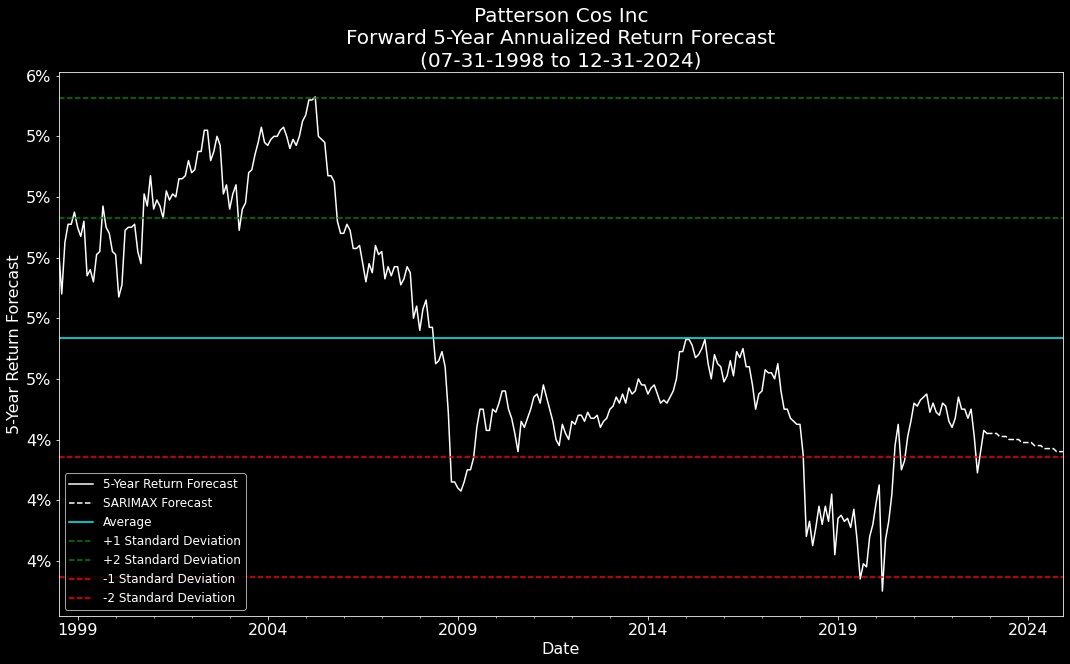 Patterson Cos Inc
Forward 5-Year Annualized Return Forecast
(07-31-1998 to 12-31-2024)
6%
5%
5%
5%
5%
5%
4%
4%
4%
5-Year Return Forecast
5-Year Return Forecast
SARIMAX Forecast
Average
+1 Standard Deviation
+2 Standard Deviation
-1 Standard Deviation
-2 Standard Deviation
1999 2004 2009 2014 2019 2024
Date